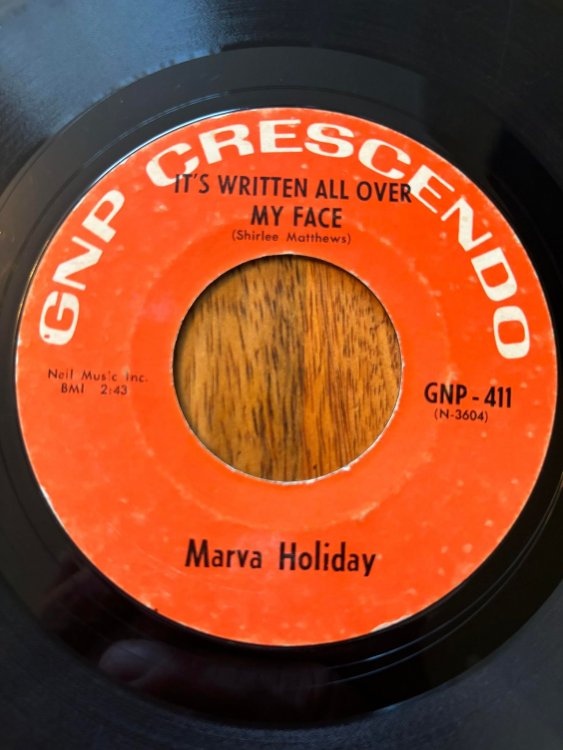 GNP CRESCENDO
IT'S WRITTEN ALL OVER
MY FACE
(Shirlee Matthews)
Neil Music Inc.
BMI 2:43
GNP - 411
(N-3604)
Marva Holiday